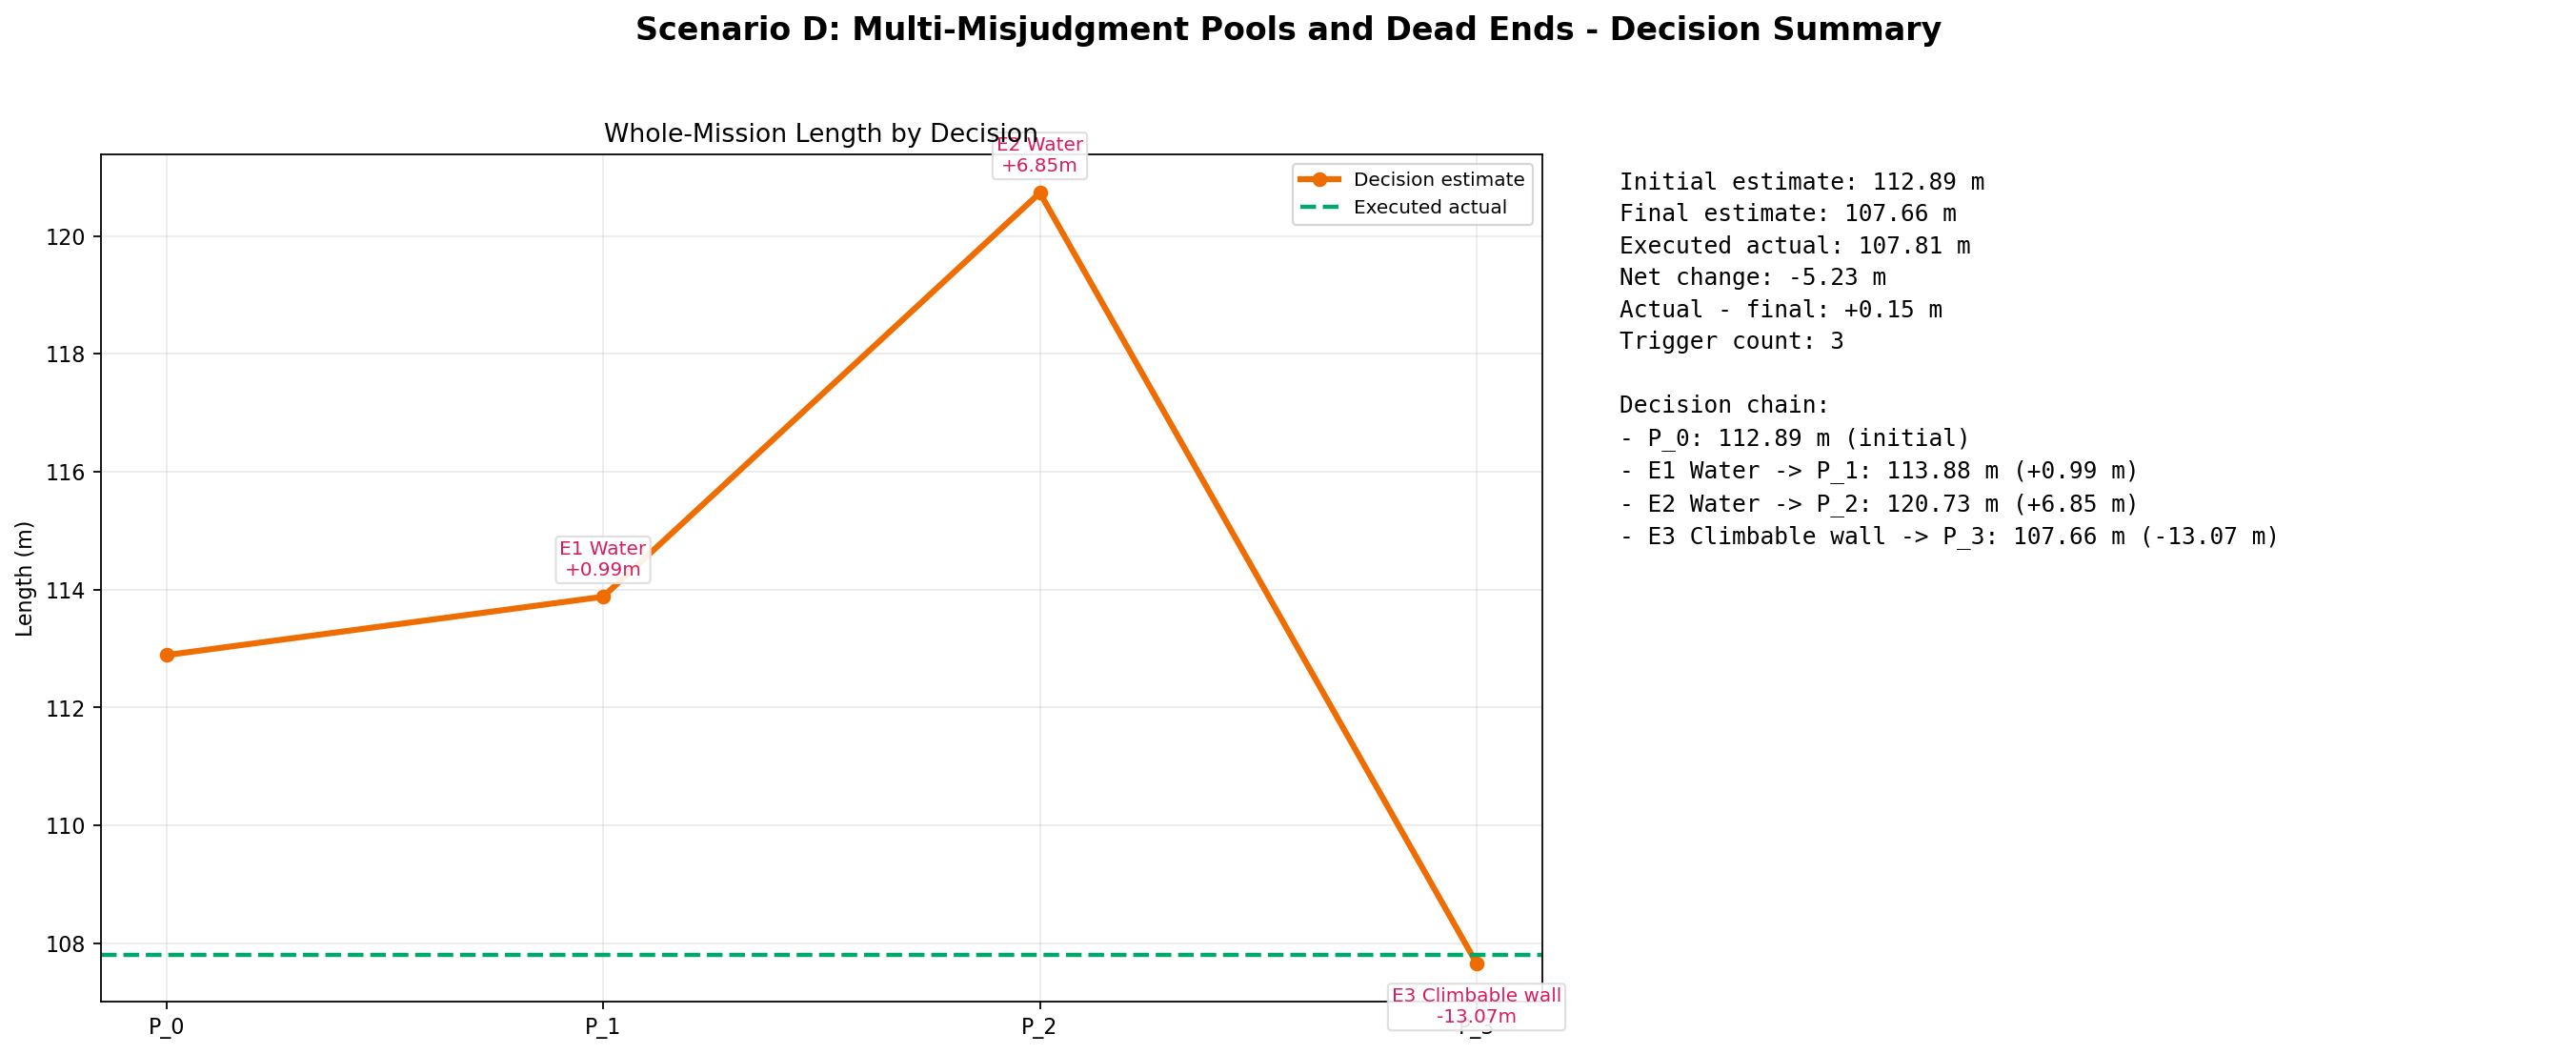 Scenario D: Multi-Misjudgment Pools and Dead Ends - Decision Summary
Whole-Mission Length by Decision
E2 Water
+6.85m
Decision estimate
Executed actual
E1 Water
+0.99m
E3 Climbable wall
-13.07m
Length (m)
120
118
116
114
112
110
108
P_0
P_1
P_2
P_3
Initial estimate: 112.89 m
Final estimate: 107.66 m
Executed actual: 107.81 m
Net change: -5.23 m
Actual - final: +0.15 m
Trigger count: 3
Decision chain:
- P_0: 112.89 m (initial)
- E1 Water -> P_1: 113.88 m (+0.99 m)
- E2 Water -> P_2: 120.73 m (+6.85 m)
- E3 Climbable wall -> P_3: 107.66 m (-13.07 m)